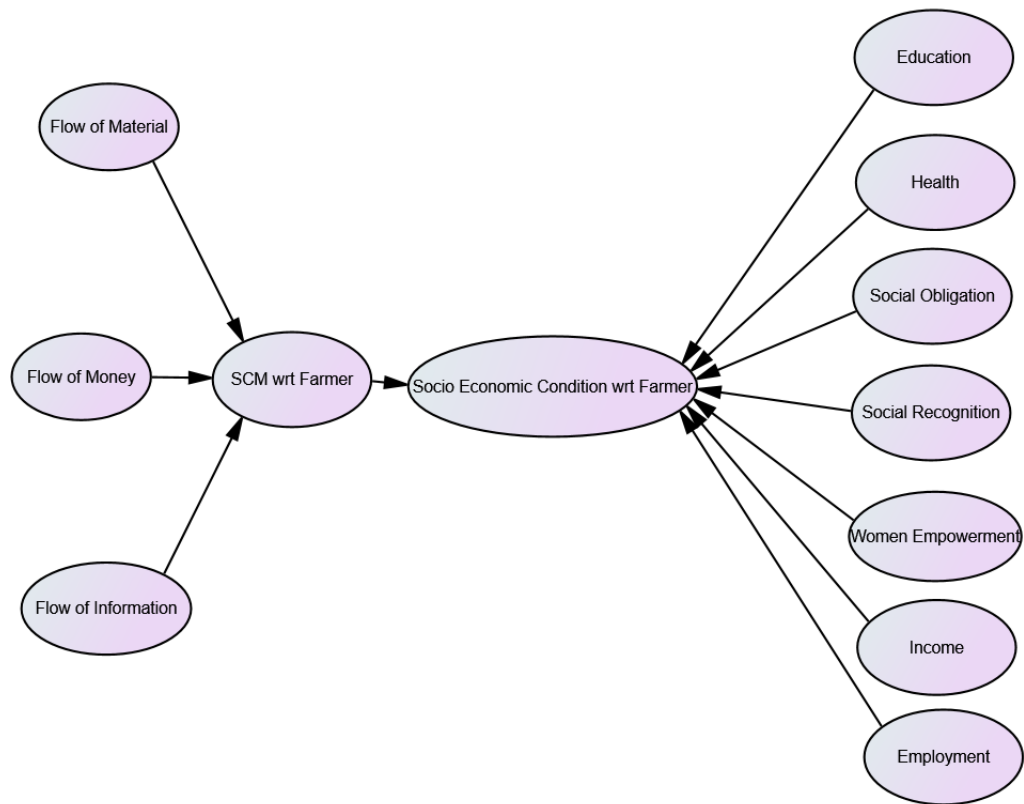 Education
Flow of Material
Health
Social Obligation
Flow of Money
SCM wrt Farmer
Socio Economic Condition wrt Farmer
Social Recognition
Women Empowerment
Flow of Information
Income
Employment